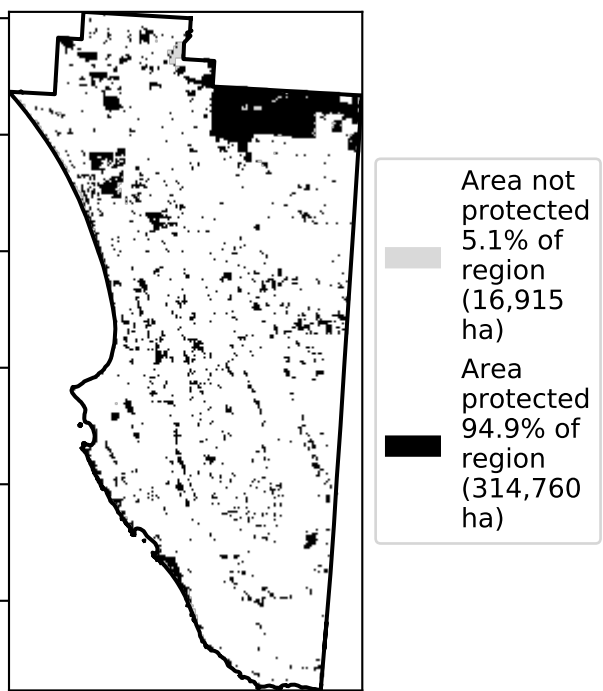 Area not
protected
5.1% of
region
(16,915
ha)
Area
protected
94.9% of
region
(314,760
ha)